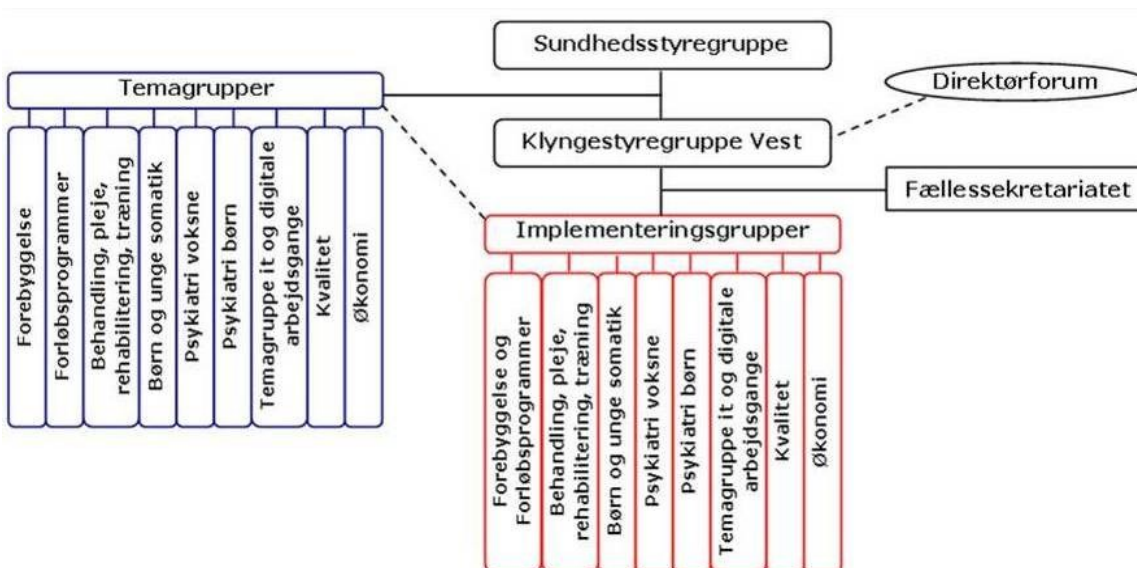 Sundhedsstyregruppe
Temagrupper
Direktørforum
Klyngestyregruppe Vest
Fællessekretariatet
Implementeringsgrupper
Forebyggelse
Forløbsprogrammer
Behandling, pleje,
rehabilitering, træning
Børn og unge somatik
Psykiatri voksne
Psykiatri børn
Temagruppe it og digitale
arbejdsgange
Kvalitet
Økonomi
Forebyggelse og
Forløbsprogrammer
Behandling, pleje,
rehabilitering, træning
Børn og unge somatik
Psykiatri voksne
Psykiatri børn
Temagruppe it og digitale
arbejdsgange
Kvalitet
Økonomi